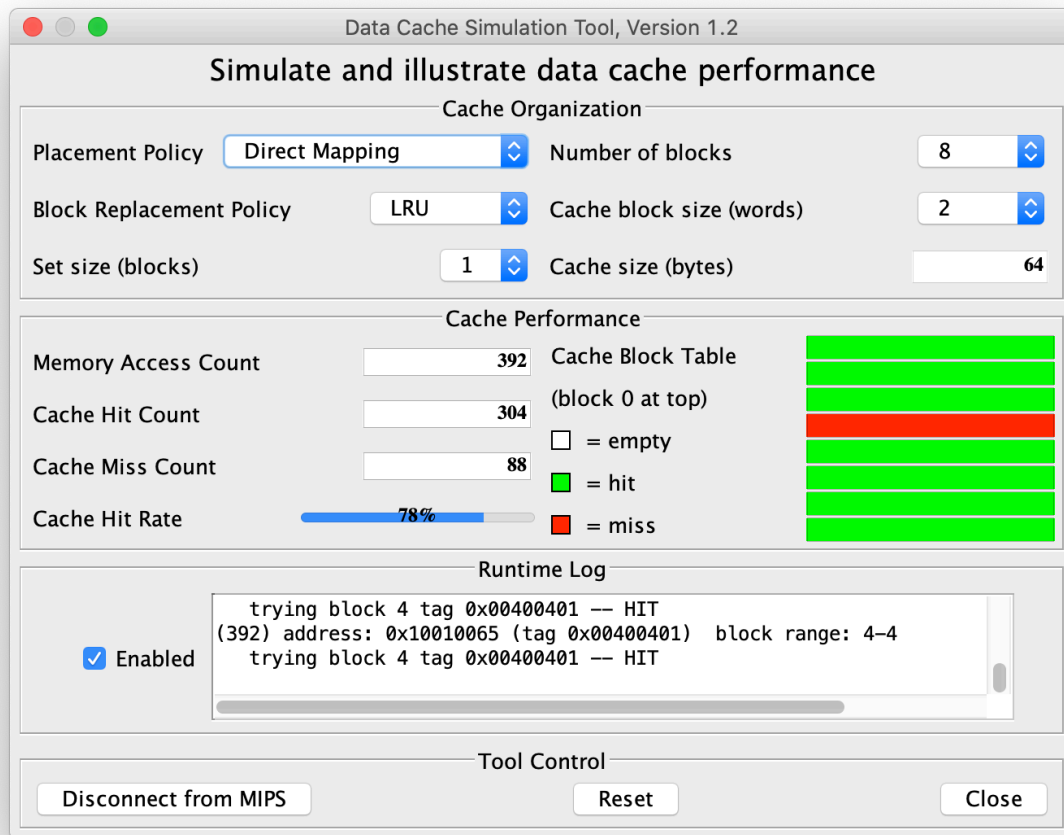 Data Cache Simulation Tool, Version 1.2
Simulate and illustrate data cache performance
Cache Organization
Placement Policy Direct Mapping Number of blocks 8
Block Replacement Policy LRU Cache block size (words) 2
Set size (blocks) 1 Cache size (bytes) 64
Cache Performance
Memory Access Count 392 Cache Block Table
Cache Hit Count 304 (block 0 at top)
= empty
Cache Miss Count 88
= hit
Cache Hit Rate 78%
= miss
Runtime Log
Enabled
trying block 4 tag 0x00400401 -- HIT
(392) address: 0x10010065 (tag 0x00400401) block range: 4-4
trying block 4 tag 0x00400401 -- HIT
Tool Control
Disconnect from MIPS Reset Close